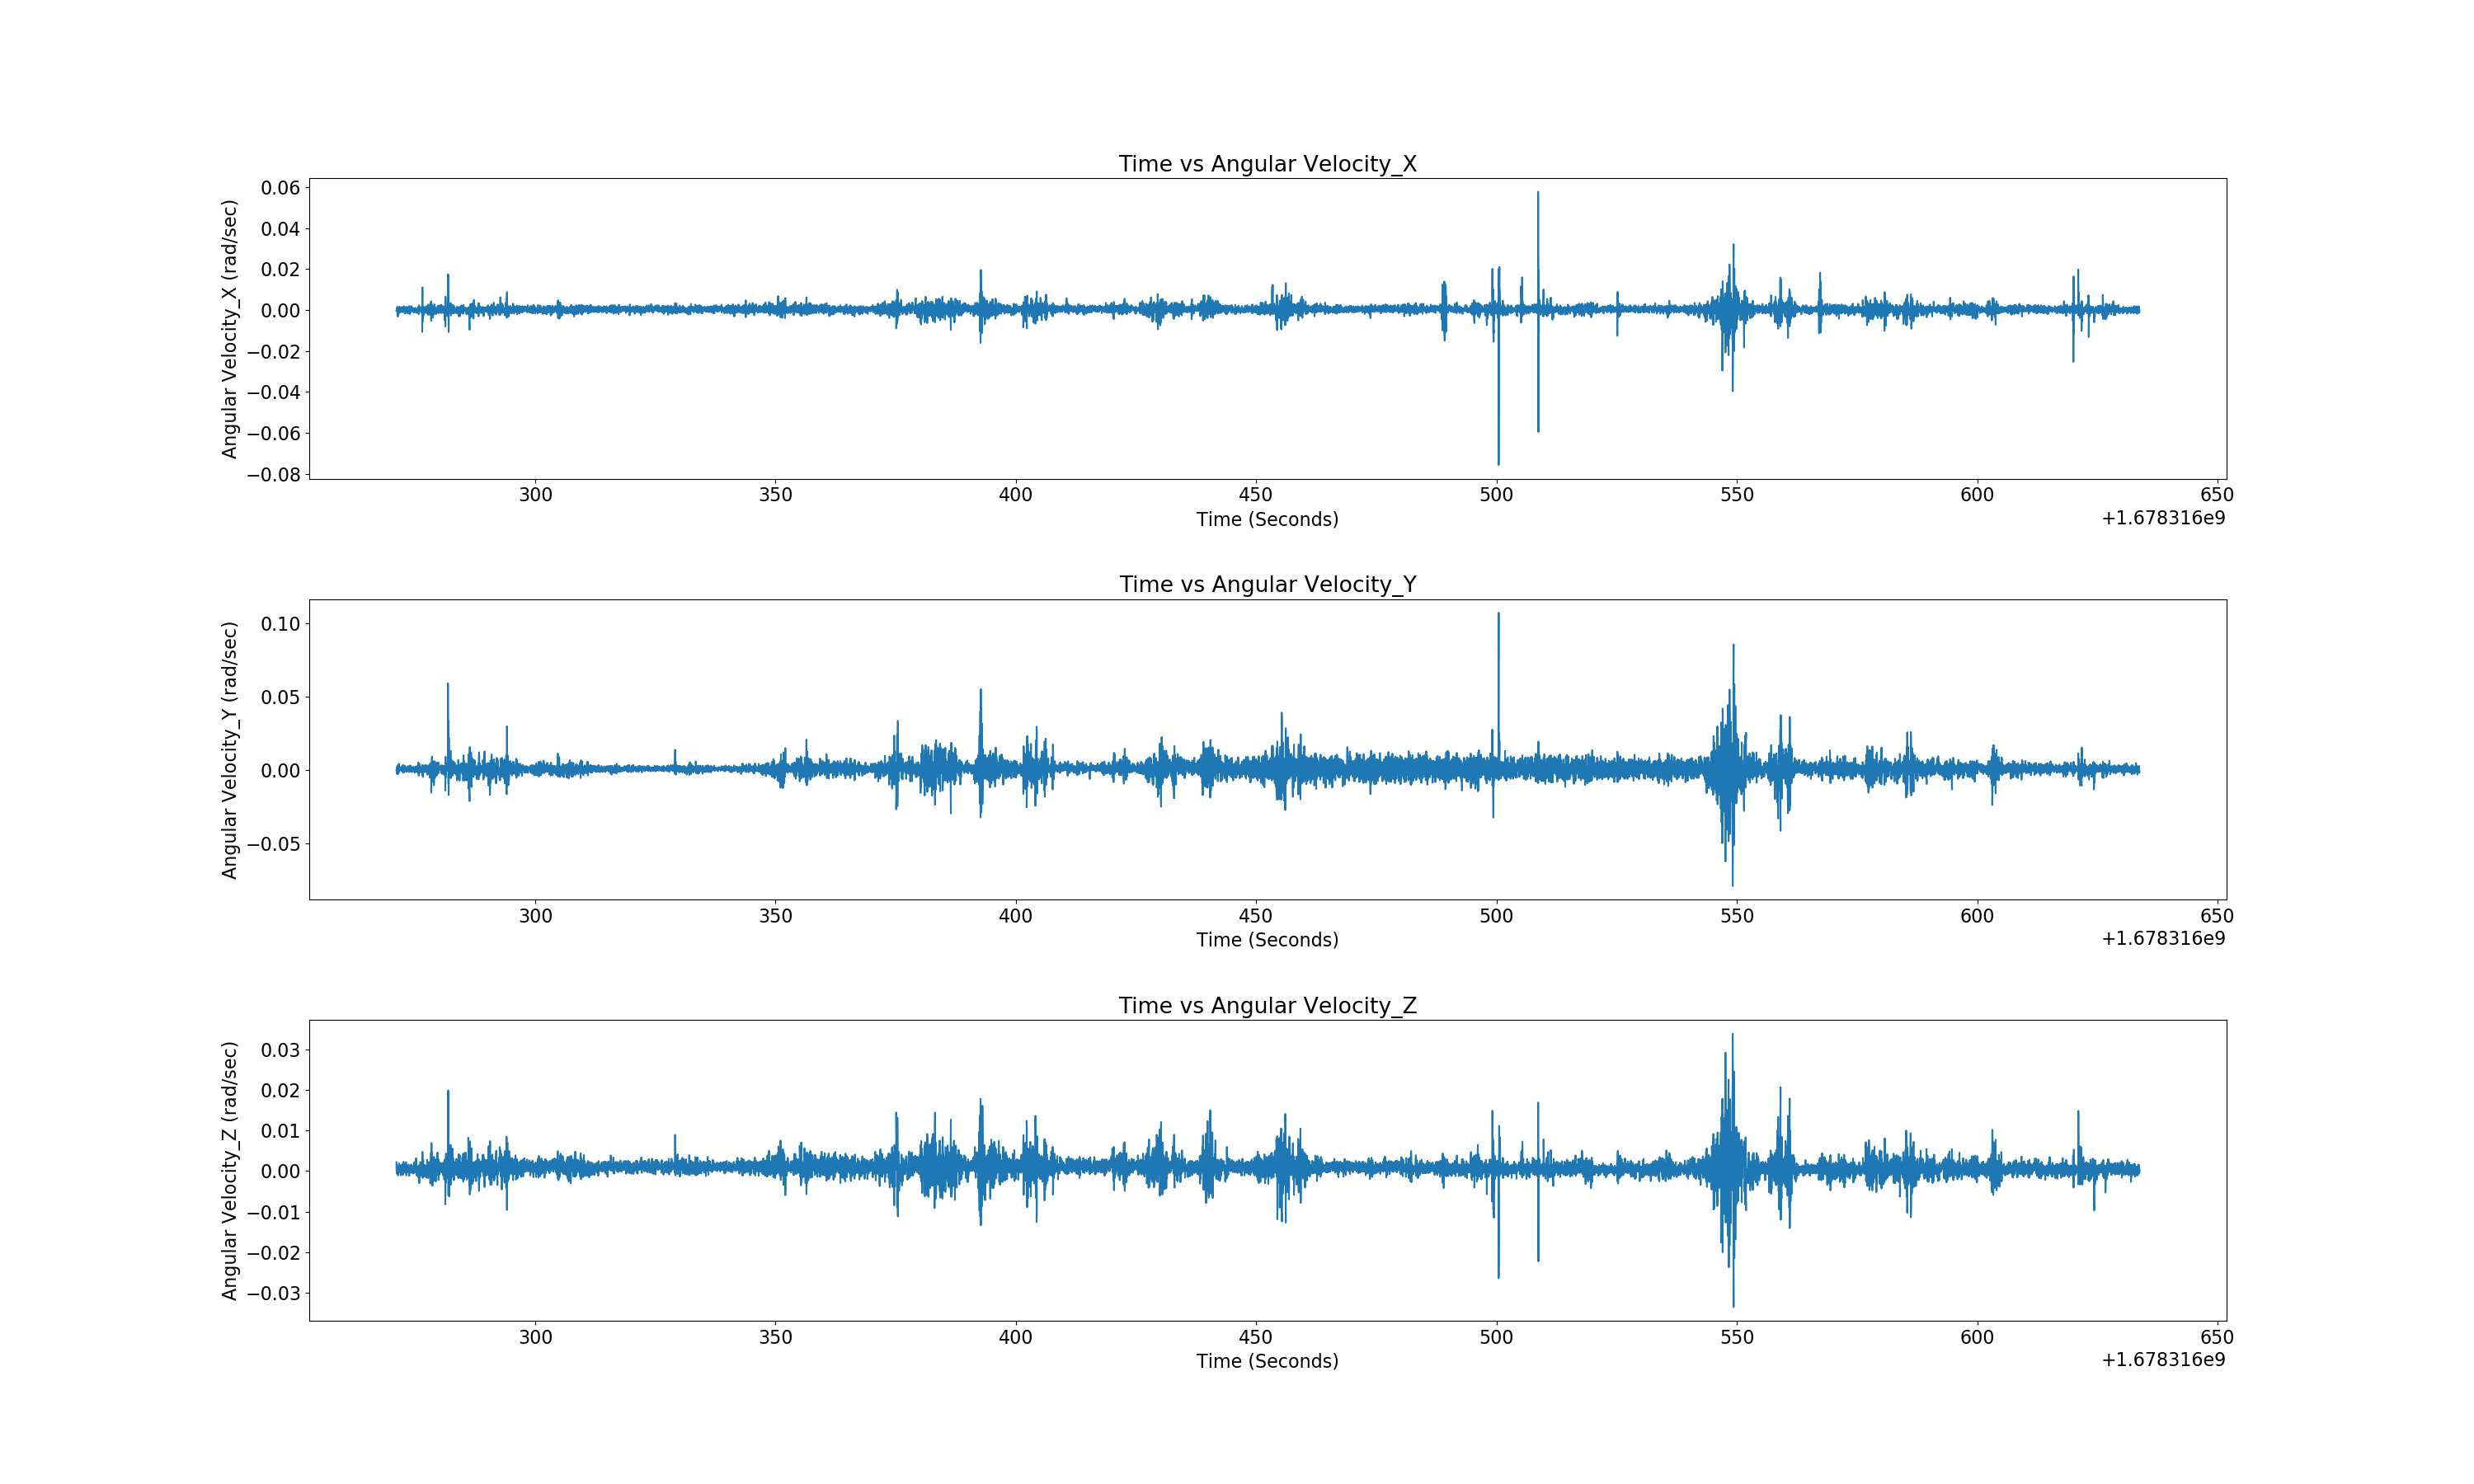 Time vs Angular Velocity_X
Angular Velocity_X (rad/sec)
0.06
0.04
0.02
0.00
−0.02
−0.04
−0.06
−0.08
300 350 400 450 500 550 600 650
Time (Seconds)
+1.678316e9
Time vs Angular Velocity_Y
Angular Velocity_Y (rad/sec)
0.10
0.05
0.00
−0.05
300 350 400 450 500 550 600 650
Time (Seconds)
+1.678316e9
Time vs Angular Velocity_Z
Angular Velocity_Z (rad/sec)
0.03
0.02
0.01
0.00
−0.01
−0.02
−0.03
300 350 400 450 500 550 600 650
Time (Seconds)
+1.678316e9